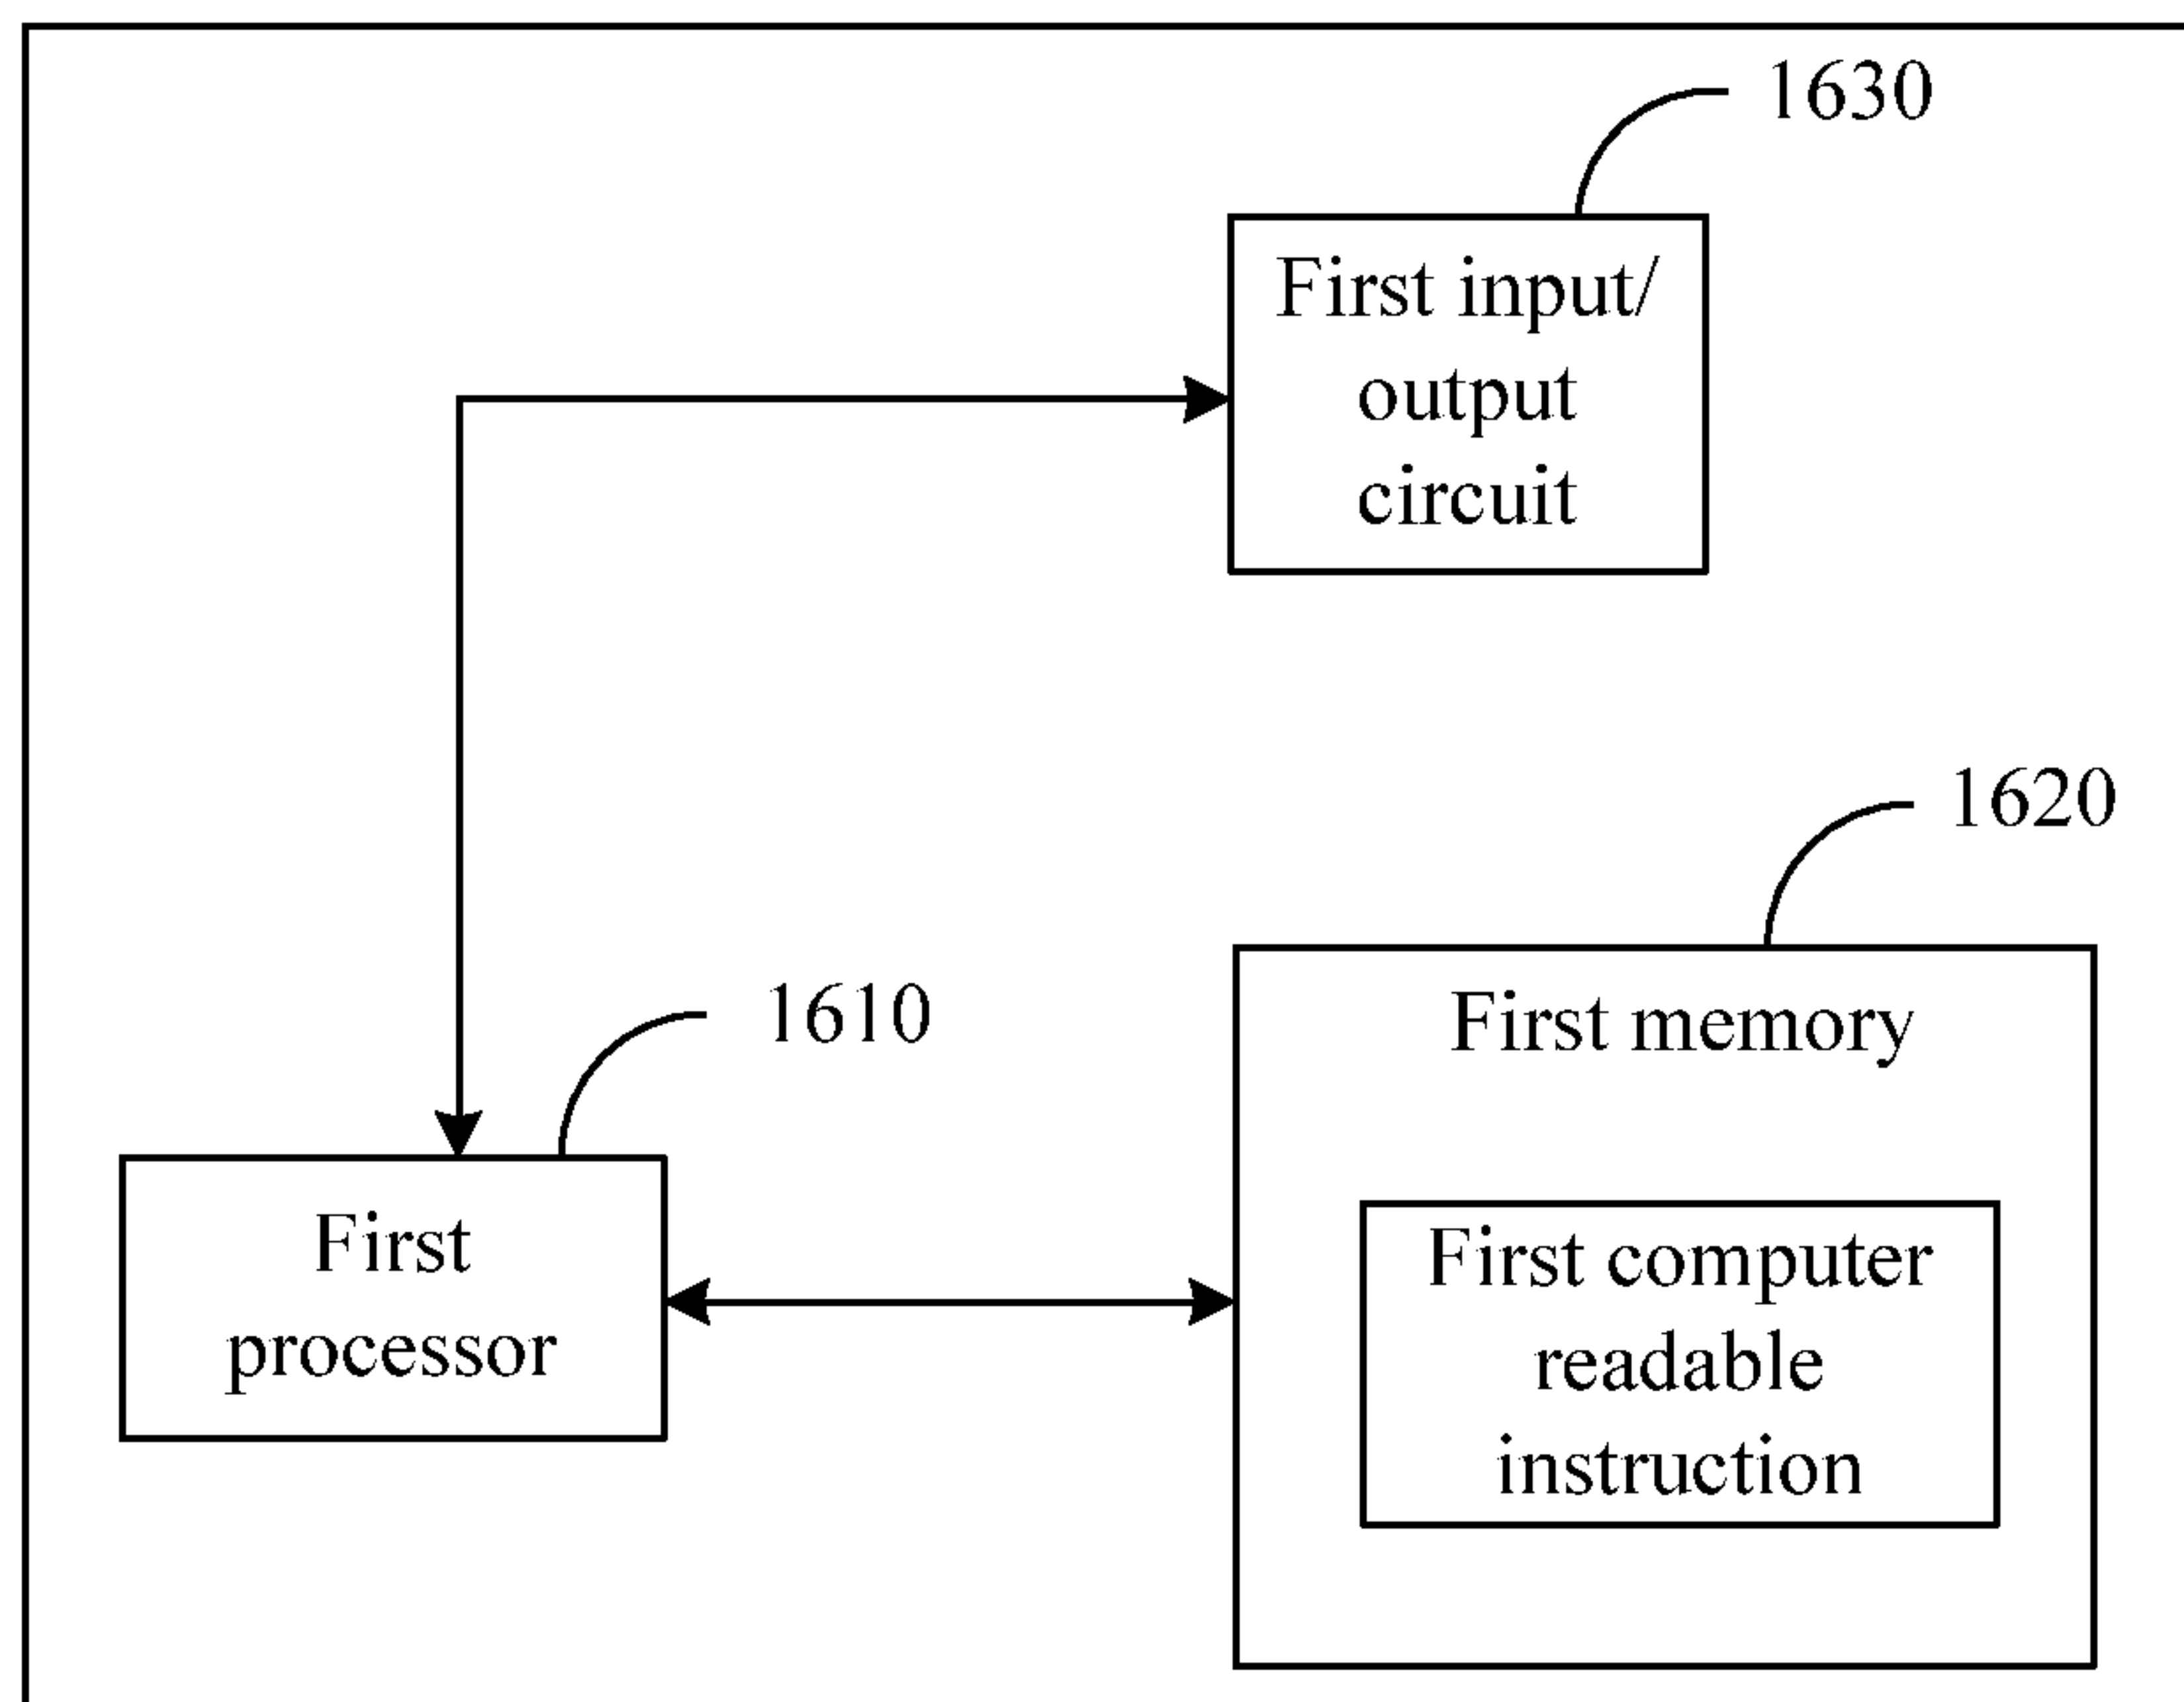 1630
First input/
output
circuit
1620
First memory
1610
First
processor
First computer
readable
instruction